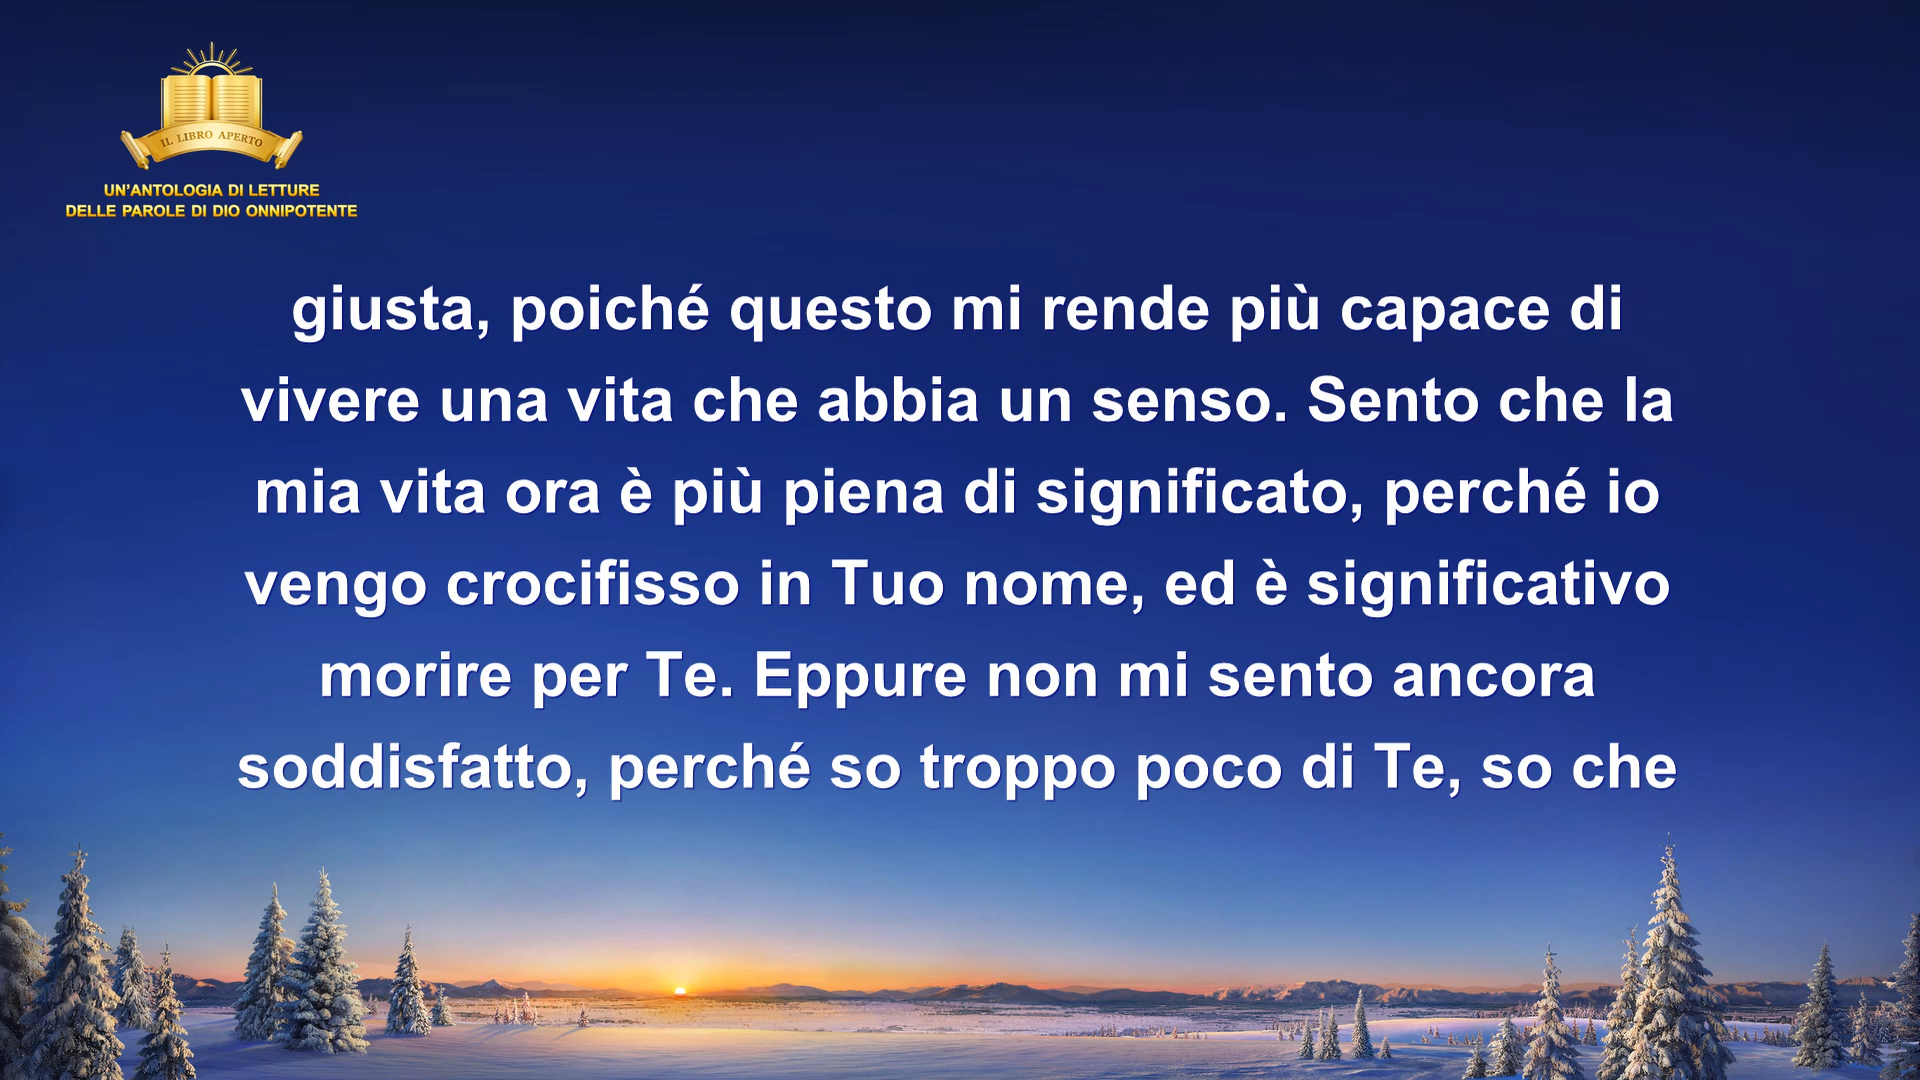 IL LIBRO APERTO
UN'ANTOLOGIA DI LETTURE
DELLE PAROLE DI DIO ONNIPOTENTE
giusta, poiché questo mi rende più capace di
vivere una vita che abbia un senso. Sento che la
mia vita ora è più piena di significato, perché io
vengo crocifisso in Tuo nome, ed è significativo
morire per Te. Eppure non mi sento ancora
soddisfatto, perché so troppo poco di Te, so che